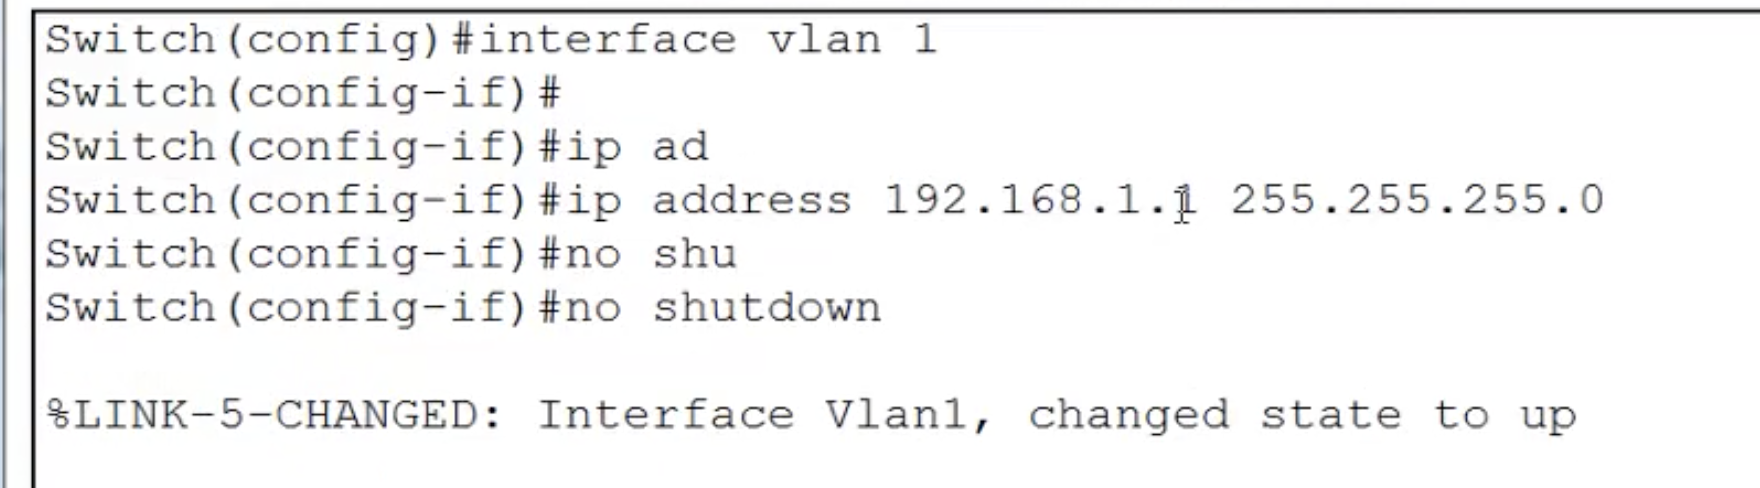 Switch(config)#interface vlan 1
Switch(config-if)#
Switch(config-if)#ip ad
Switch(config-if)#ip address 192.168.1.1 255.255.255.0
Switch(config-if)#no shu
Switch(config-if)#no shutdown
%LINK-5-CHANGED: Interface Vlan1, changed state to up